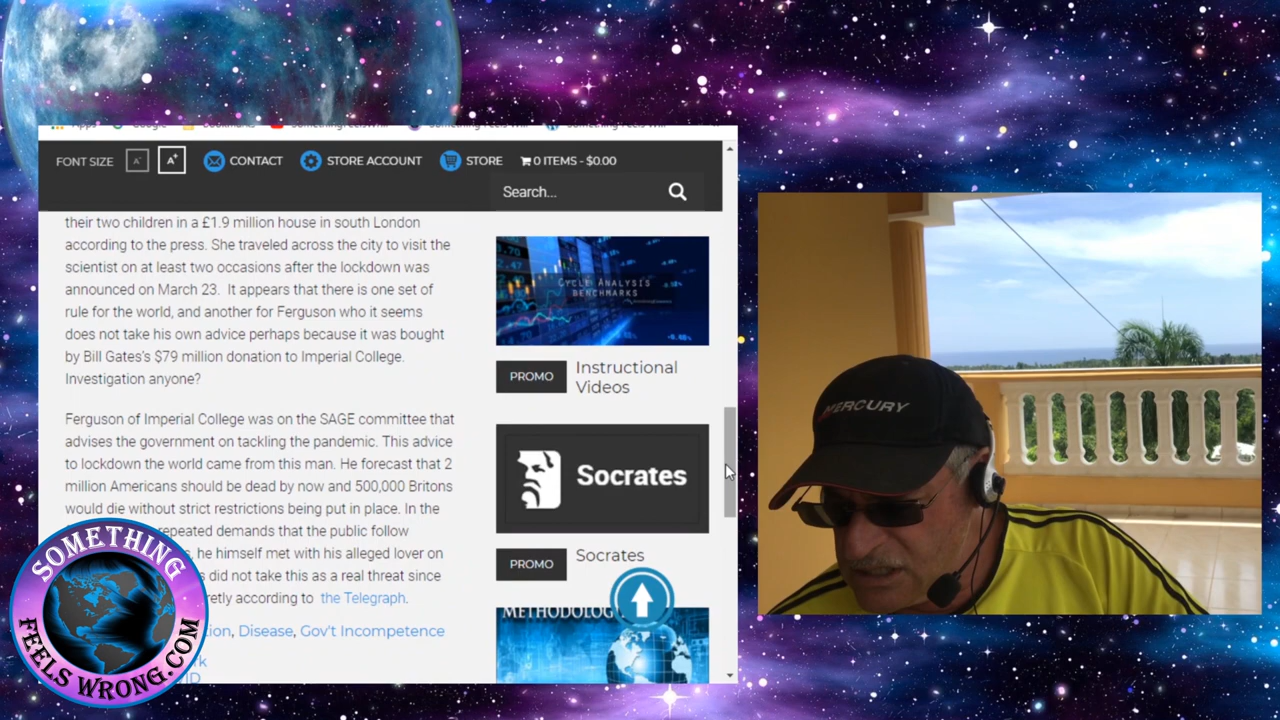 FONT SIZE A- A+ CONTACT STORE ACCOUNT STORE 0 ITEMS - $0.00
Search...
their two children in a £1.9 million house in south London
according to the press. She traveled across the city to visit the
scientist on at least two occasions after the lockdown was
announced on March 23. It appears that there is one set of
rule for the world, and another for Ferguson who it seems
does not take his own advice perhaps because it was bought
by Bill Gates's $79 million donation to Imperial College.
Investigation anyone?
Ferguson of Imperial College was on the SAGE committee that
advises the government on tackling the pandemic. This advice
to lockdown the world came from this man. He forecast that 2
million Americans should be dead by now and 500,000 Britons
would die without strict restrictions being put in place. In the
repeated demands that the public follow
he himself met with his alleged lover on
did not take this as a real threat since
according to the Telegraph.
Disease, Gov't Incompetence
CYCLE ANALYSIS
BENCHMARKS
PROMO
Instructional
Videos
Socrates
PROMO
Socrates
METHODOLOG
MERCURY
SOMETHING
FEELS WRONG.COM